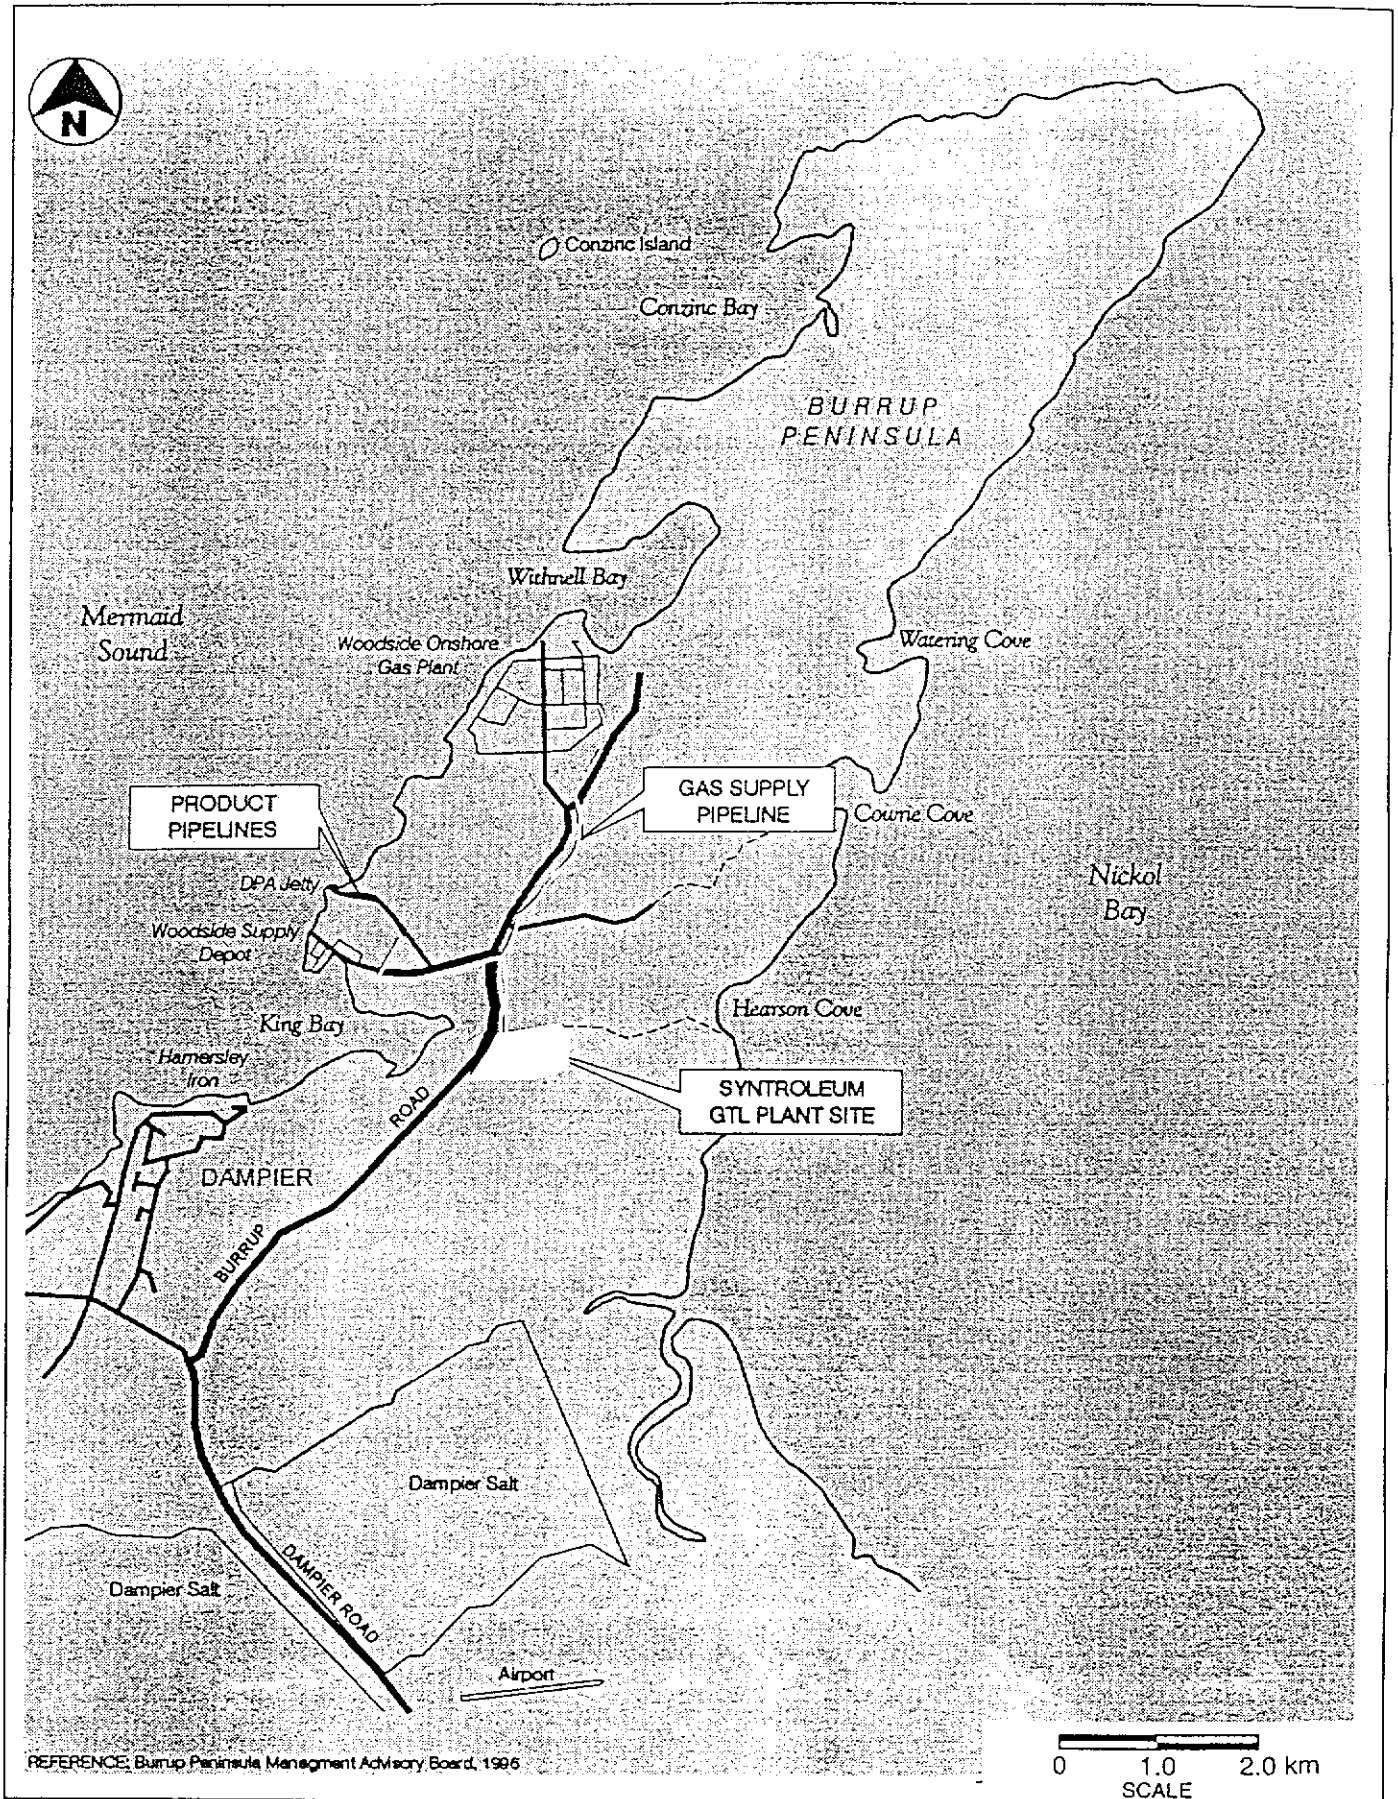 N
Conzinc Island
Conzinc Bay
BURRUP
PENINSULA
Withnell Bay
Mermaid
Sound
Woodside Onshore
Gas Plant
Watering Cove
PRODUCT
PIPELINES
GAS SUPPLY
PIPELINE
Cowrie Cove
DPA Jetty
Nickol
Bay
Woodside Supply
Depot
Hearson Cove
King Bay
Hamersley
Iron
SYNTROLEUM
GTL PLANT SITE
ROAD
DAMPIER
BURRUP
Dampier Salt
DAMPIER ROAD
Dampier Salt
Airport
REFERENCE: Burrup Peninsula Managment Advisory Board, 1996
0 1.0 2.0 km
SCALE